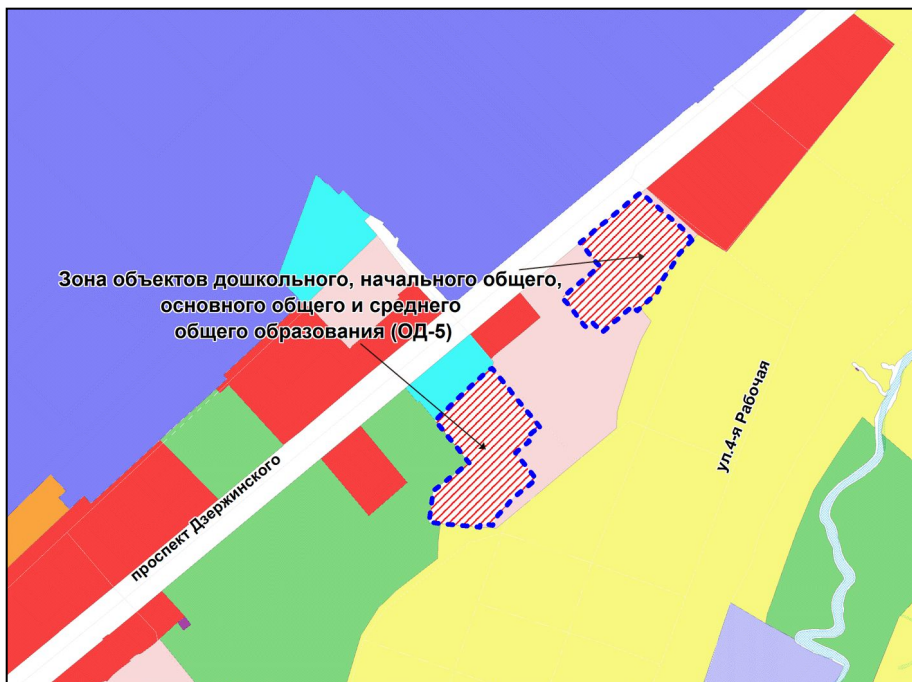 Зона объектов дошкольного, начального общего,
основного общего и среднего
общего образования (ОД-5)
ул.4-я Рабочая
проспект Дзержинского